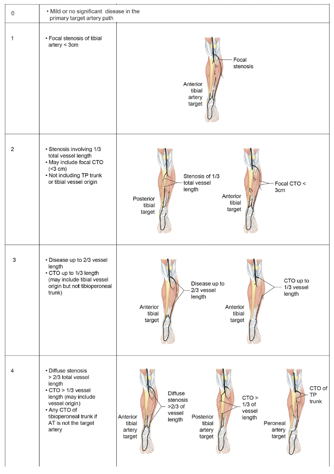 0
• Mild or no significant disease in the
primary target artery path
1
• Focal stenosis of tibial
artery < 3cm
Focal
stenosis
Anterior
tibial
artery
target
2
• Stenosis involving 1/3
total vessel length
• May include focal CTO
(<3 cm)
• Not including TP trunk
or tibial vessel origin
Stenosis of 1/3
total vessel
length
Posterior
tibial
target
Focal CTO <
3cm
Anterior
tibial
target
3
• Disease up to 2/3 vessel
length
• CTO up to 1/3 length
(may include tibial vessel
origin but not tibioperoneal
trunk)
Disease up to
2/3 vessel
length
Anterior
tibial
target
CTO up to
1/3 vessel
length
Anterior
tibial
target
4
• Diffuse stenosis
> 2/3 total vessel
length
• CTO > 1/3 vessel
length (may include
vessel origin)
• Any CTO of
tibioperoneal trunk if
AT is not the target
artery
Diffuse
stenosis
>2/3 of
vessel
length
Anterior
tibial
artery
target
CTO >
1/3 of
vessel
length
Posterior
tibial
artery
target
CTO of
TP
trunk
Peroneal
artery
target